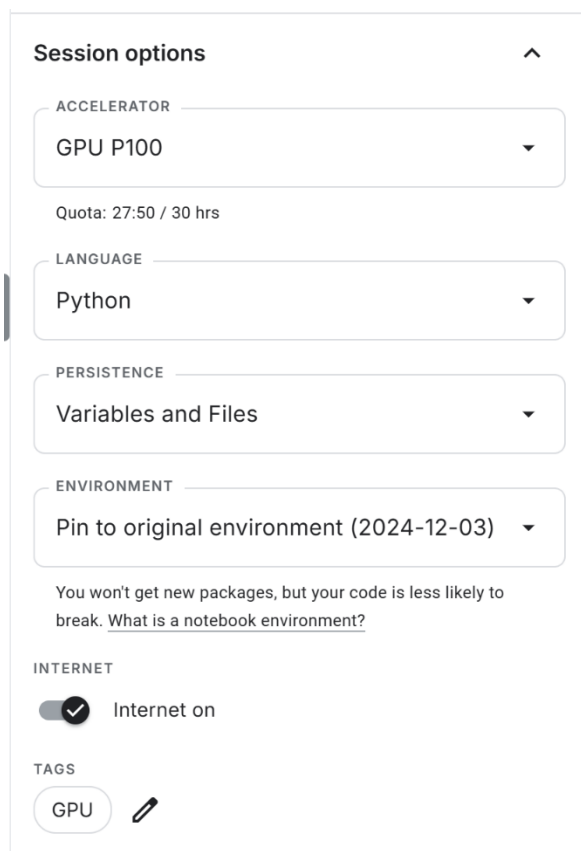 Session options
ACCELERATOR
GPU P100
Quota: 27:50 / 30 hrs
LANGUAGE
Python
PERSISTENCE
Variables and Files
ENVIRONMENT
Pin to original environment (2024-12-03)
You won't get new packages, but your code is less likely to
break. What is a notebook environment?
INTERNET
Internet on
TAGS
GPU